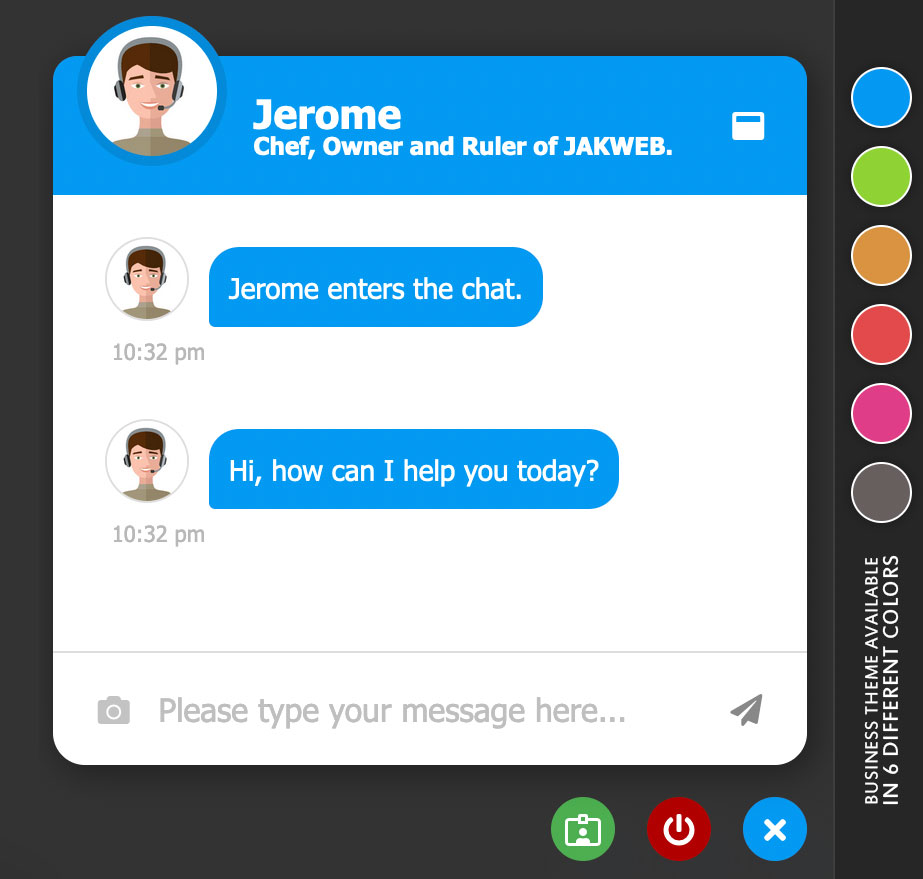 Jerome
Chef, Owner and Ruler of JAKWEB.
Jerome enters the chat.
10:32 pm
Hi, how can I help you today?
10:32 pm
Please type your message here...
BUSINESS THEME AVAILABLE
IN 6 DIFFERENT COLORS